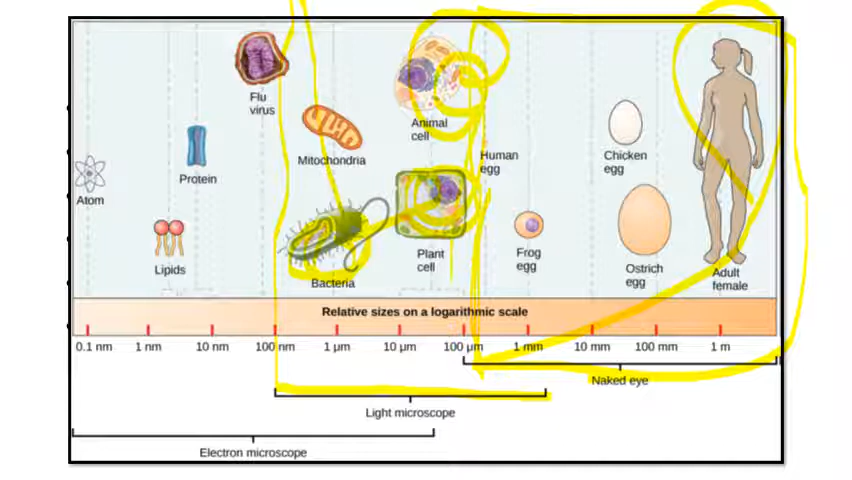 Flu
virus
Animal
cell
Mitochondria
Human
egg
Chicken
egg
Protein
Atom
Lipids
Bacteria
Plant
cell
Frog
egg
Ostrich
egg
Adult
female
Relative sizes on a logarithmic scale
0.1 nm 1 nm 10 nm 100 nm 1 μm 10 μm 100 μm 1 mm 10 mm 100 mm 1 m
Naked eye
Light microscope
Electron microscope